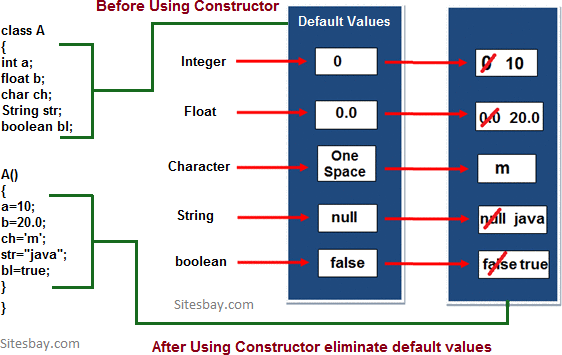 Before Using Constructor
class A
{
int a;
float b;
char ch;
String str;
boolean bl;
A()
{
a=10;
b=20.0;
ch='m';
str="java";
bl=true;
}
}
Default Values
Integer 0 0 10
Float 0.0 0.0 20.0
Character One Space m
String null null java
boolean false false true
Sitesbay.com
Sitesbay.com
After Using Constructor eliminate default values